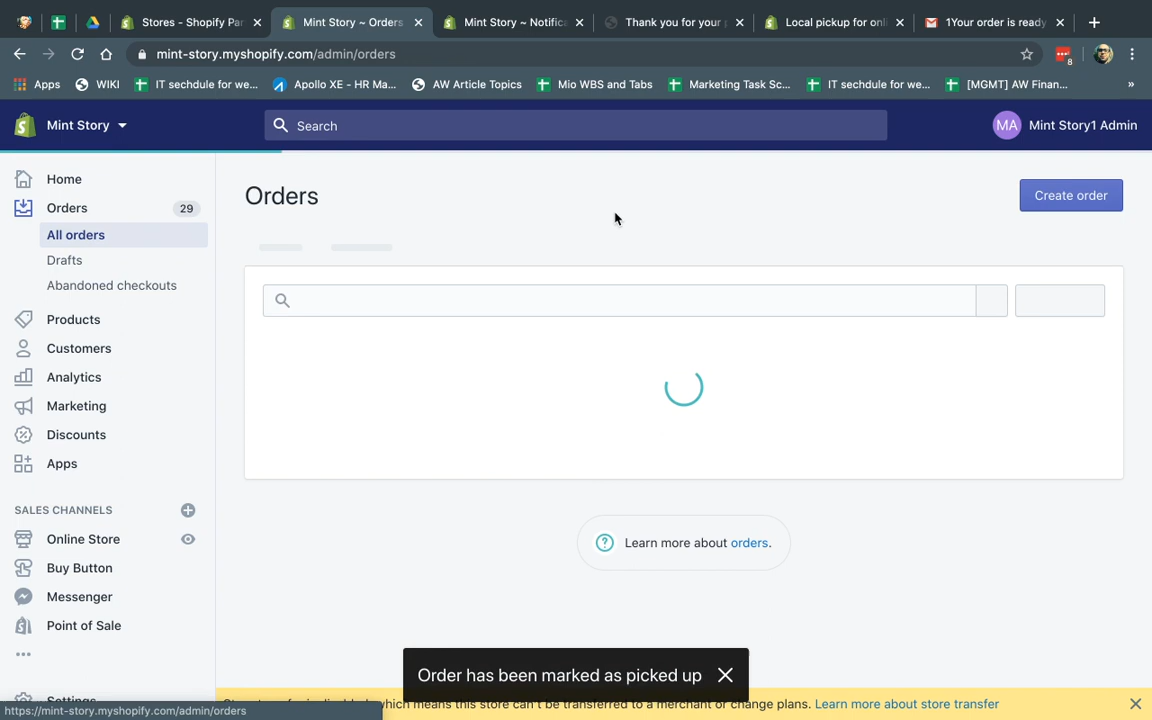 Stores - Shopify Par
Mint Story ~ Orders
Mint Story ~ Notifica
Thank you for your
Local pickup for onli
1Your order is ready
mint-story.myshopify.com/admin/orders
8
Apps
WIKI
IT sechdule for we...
Apollo XE - HR Ma...
AW Article Topics
Mio WBS and Tabs
Marketing Task Sc...
IT sechdule for we...
[MGMT] AW Finan...
»
Mint Story
Search
MA
Mint Story1 Admin
Home
Orders
29
All orders
Drafts
Abandoned checkouts
Products
Customers
Analytics
Marketing
Discounts
Apps
SALES CHANNELS
Online Store
Buy Button
Messenger
Point of Sale
Settings
Orders
Create order
Learn more about orders.
Order has been marked as picked up
which means this store can't be transferred to a merchant or change plans. Learn more about store transfer
https://mint-story.myshopify.com/admin/orders